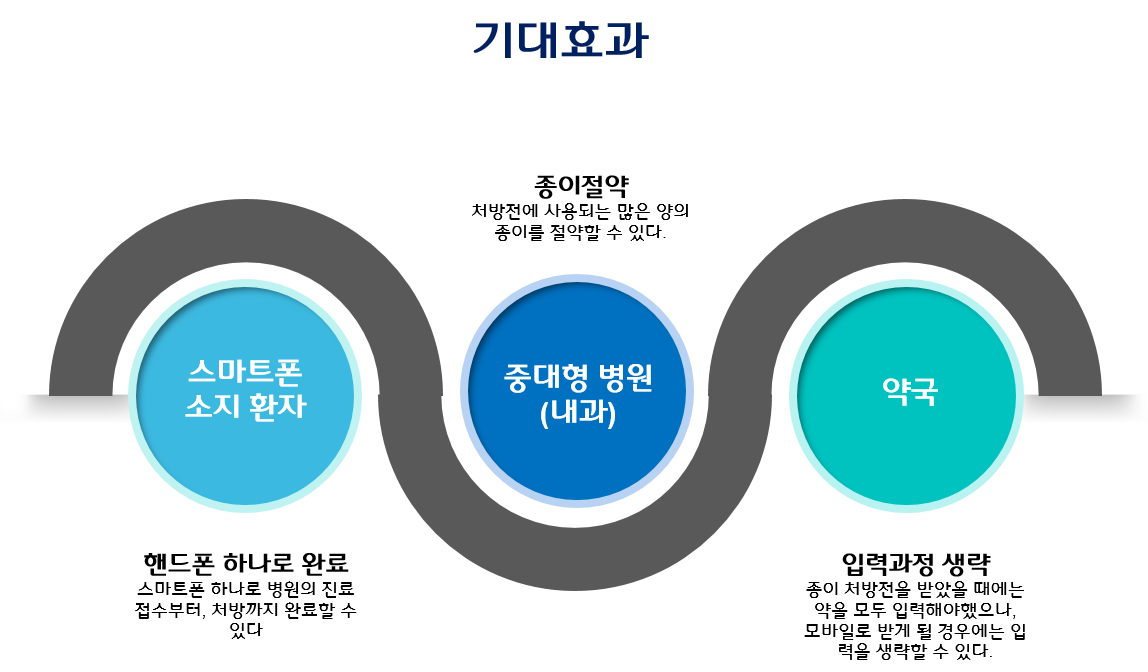 기대효과
종이절약
처방전에 사용되는 많은 양의
종이를 절약할 수 있다.
스마트폰
소지 환자
중대형 병원
(내과)
약국
핸드폰 하나로 완료
스마트폰 하나로 병원의 진료
접수부터, 처방까지 완료할 수
있다
입력과정 생략
종이 처방전을 받았을 때에는
약을 모두 입력해야했으나,
모바일로 받게 될 경우에는 입
력을 생략할 수 있다.